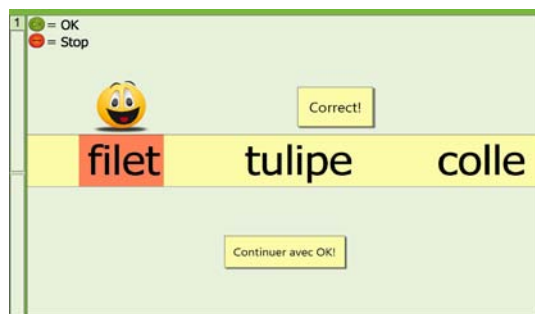 1
= OK
= Stop
Correct!
filet tulipe colle
Continuer avec OK!